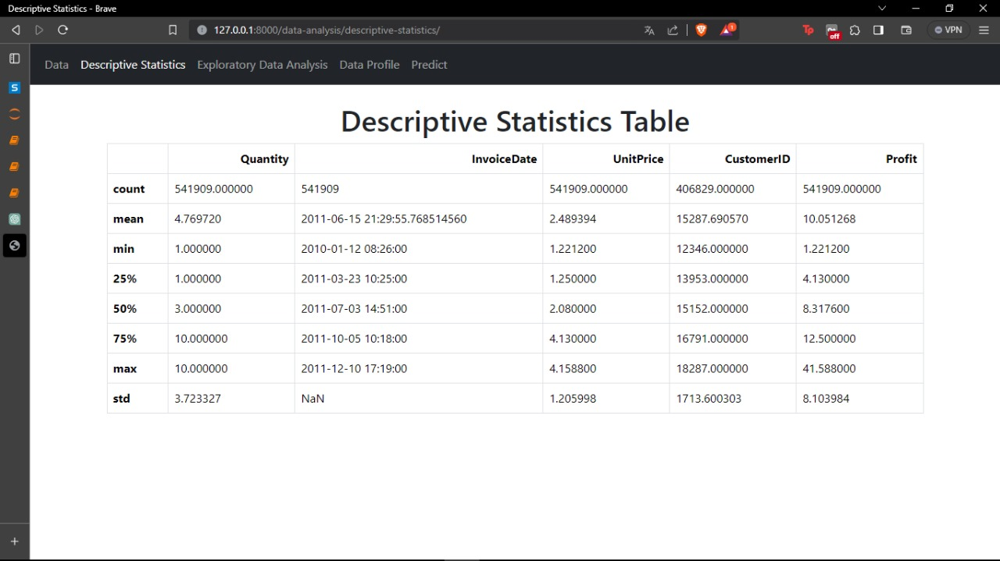 Descriptive Statistics - Brave
127.0.0.1:8000/data-analysis/descriptive-statistics/
1
Tp
off
VPN
S
Data Descriptive Statistics Exploratory Data Analysis Data Profile Predict
Descriptive Statistics Table
Quantity InvoiceDate UnitPrice CustomerID Profit
count 541909.000000 541909 541909.000000 406829.000000 541909.000000
mean 4.769720 2011-06-15 21:29:55.768514560 2.489394 15287.690570 10.051268
min 1.000000 2010-01-12 08:26:00 1.221200 12346.000000 1.221200
25% 1.000000 2011-03-23 10:25:00 1.250000 13953.000000 4.130000
50% 3.000000 2011-07-03 14:51:00 2.080000 15152.000000 8.317600
75% 10.000000 2011-10-05 10:18:00 4.130000 16791.000000 12.500000
max 10.000000 2011-12-10 17:19:00 4.158800 18287.000000 41.588000
std 3.723327 NaN 1.205998 1713.600303 8.103984